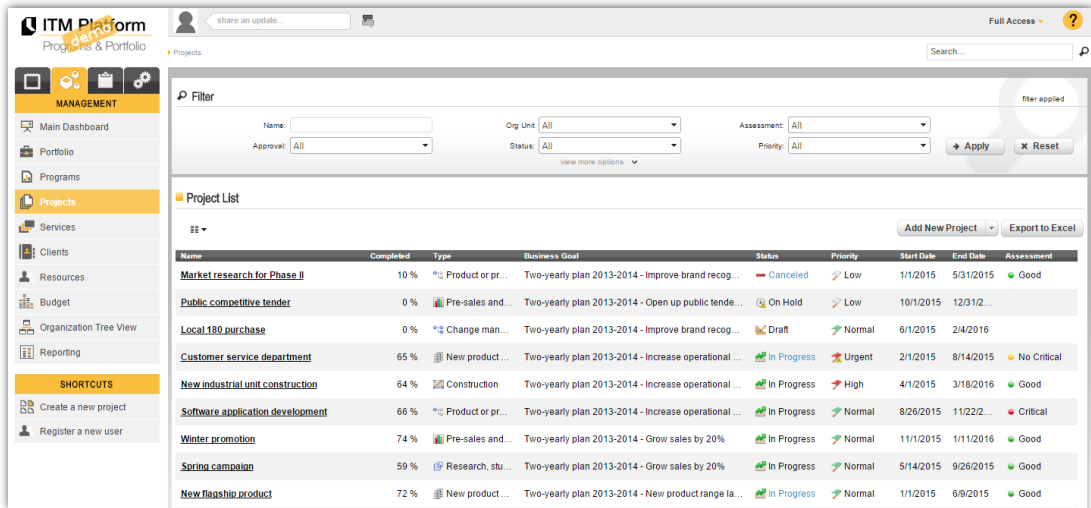 ITM Platform
demo
Programs & Portfolio
share an update...
Full Access
?
Projects
Search...
MANAGEMENT
Main Dashboard
Portfolio
Programs
Projects
Services
Clients
Resources
Budget
Organization Tree View
Reporting
SHORTCUTS
Create a new project
Register a new user
Filter
filter applied
Name:
Org Unit All
Assessment: All
Approval: All
Status: All
Priority: All
Apply
Reset
view more options
Project List
Add New Project
Export to Excel
Name Completed Type Business Goal Status Priority Start Date End Date Assessment
Market research for Phase II 10 % Product or pr... Two-yearly plan 2013-2014 - Improve brand recog... Canceled Low 1/1/2015 5/31/2015 Good
Public competitive tender 0 % Pre-sales and... Two-yearly plan 2013-2014 - Open up public tende... On Hold Low 10/1/2015 12/31/2...
Local 180 purchase 0 % Change man... Two-yearly plan 2013-2014 - Improve brand recog... Draft Normal 6/1/2015 2/4/2016
Customer service department 65 % New product ... Two-yearly plan 2013-2014 - Increase operational ... In Progress Urgent 2/1/2015 8/14/2015 No Critical
New industrial unit construction 64 % Construction Two-yearly plan 2013-2014 - Increase operational ... In Progress High 4/1/2015 3/18/2016 Good
Software application development 66 % Product or pr... Two-yearly plan 2013-2014 - Increase operational ... In Progress Normal 8/26/2015 11/22/2... Critical
Winter promotion 74 % Pre-sales and... Two-yearly plan 2013-2014 - Grow sales by 20% In Progress Normal 11/1/2015 1/11/2016 Good
Spring campaign 59 % Research, stu... Two-yearly plan 2013-2014 - Grow sales by 20% In Progress Normal 5/14/2015 9/26/2015 Good
New flagship product 72 % New product ... Two-yearly plan 2013-2014 - New product range la... In Progress Normal 1/1/2015 6/9/2015 Good